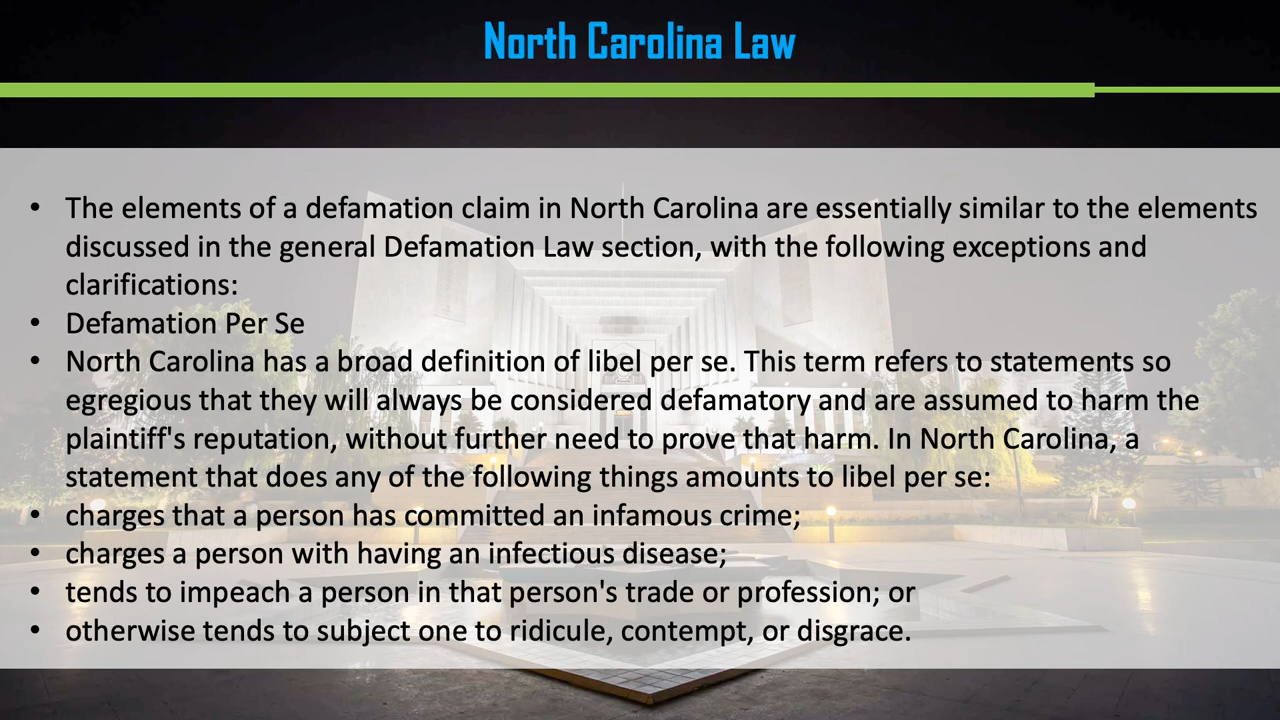 North Carolina Law
• The elements of a defamation claim in North Carolina are essentially similar to the elements
discussed in the general Defamation Law section, with the following exceptions and
clarifications:
• Defamation Per Se
• North Carolina has a broad definition of libel per se. This term refers to statements so
egregious that they will always be considered defamatory and are assumed to harm the
plaintiff's reputation, without further need to prove that harm. In North Carolina, a
statement that does any of the following things amounts to libel per se:
• charges that a person has committed an infamous crime;
• charges a person with having an infectious disease;
• tends to impeach a person in that person's trade or profession; or
• otherwise tends to subject one to ridicule, contempt, or disgrace.